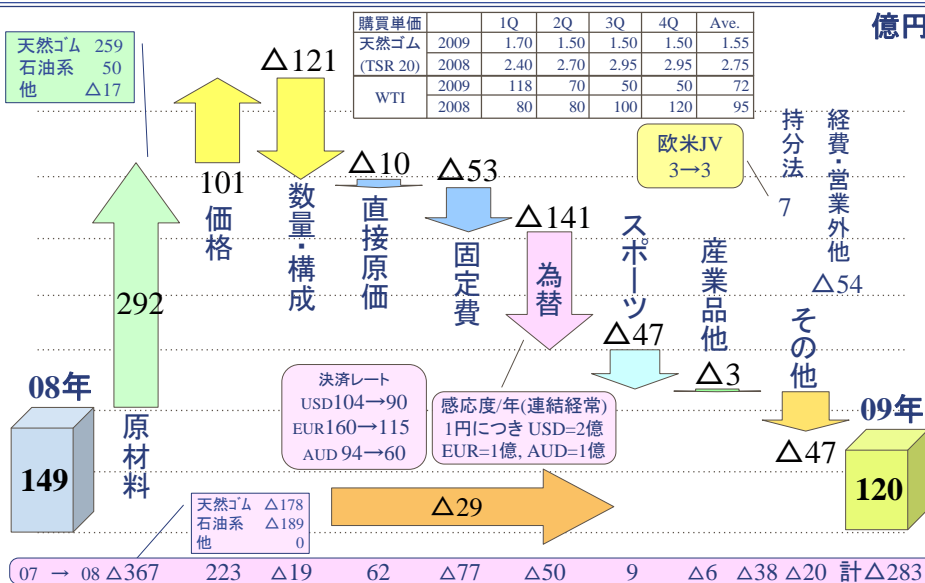 億円
購買単価 1Q 2Q 3Q 4Q Ave.
天然ゴム 2009 1.70 1.50 1.50 1.50 1.55
(TSR 20) 2008 2.40 2.70 2.95 2.95 2.75
WTI 2009 118 70 50 50 72
2008 80 80 100 120 95
天然ｺﾞﾑ 259
石油系 50
他 △17
292
原材料
101
価格
△121
数量・構成
△10
直接原価
△53
固定費
△141
為替
スポーツ
△47
産業品他
△3
欧米JV
3→3
持分法
7
経費・営業外他
△54
その他
△47
08年
149
09年
120
決済レート
USD104→90
EUR160→115
AUD 94→60
感応度/年(連結経常)
1円につき USD=2億
EUR=1億, AUD=1億
△29
天然ｺﾞﾑ △178
石油系 △189
他 0
07 → 08 △367 223 △19 62 △77 △50 9 △6 △38 △20 計△283